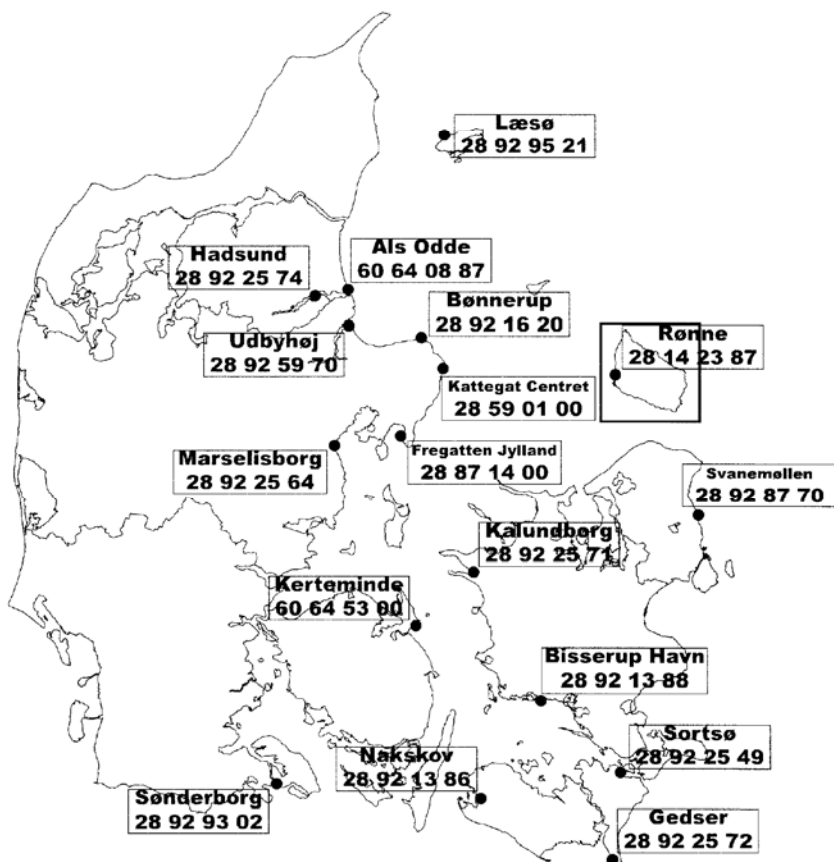 Læsø
28 92 95 21
Hadsund
28 92 25 74
Als Odde
60 64 08 87
Bønnerup
28 92 16 20
Udbyhøj
28 92 59 70
Rønne
28 14 23 87
Kattegat Centret
28 59 01 00
Marselisborg
28 92 25 64
Fregatten Jylland
28 87 14 00
Svanemøllen
28 92 87 70
Kalundborg
28 92 25 71
Kerteminde
60 64 53 00
Bisserup Havn
28 92 13 88
Sortsø
28 92 25 49
Nakskov
28 92 13 86
Sønderborg
28 92 93 02
Gedser
28 92 25 72